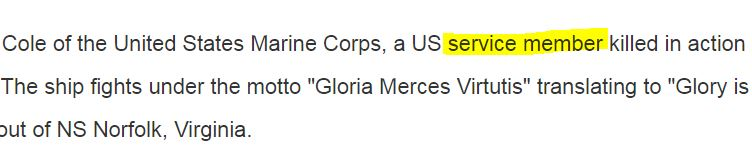 Cole of the United States Marine Corps, a US service member killed in action
The ship fights under the motto "Gloria Merces Virtutis" translating to "Glory is
out of NS Norfolk, Virginia.